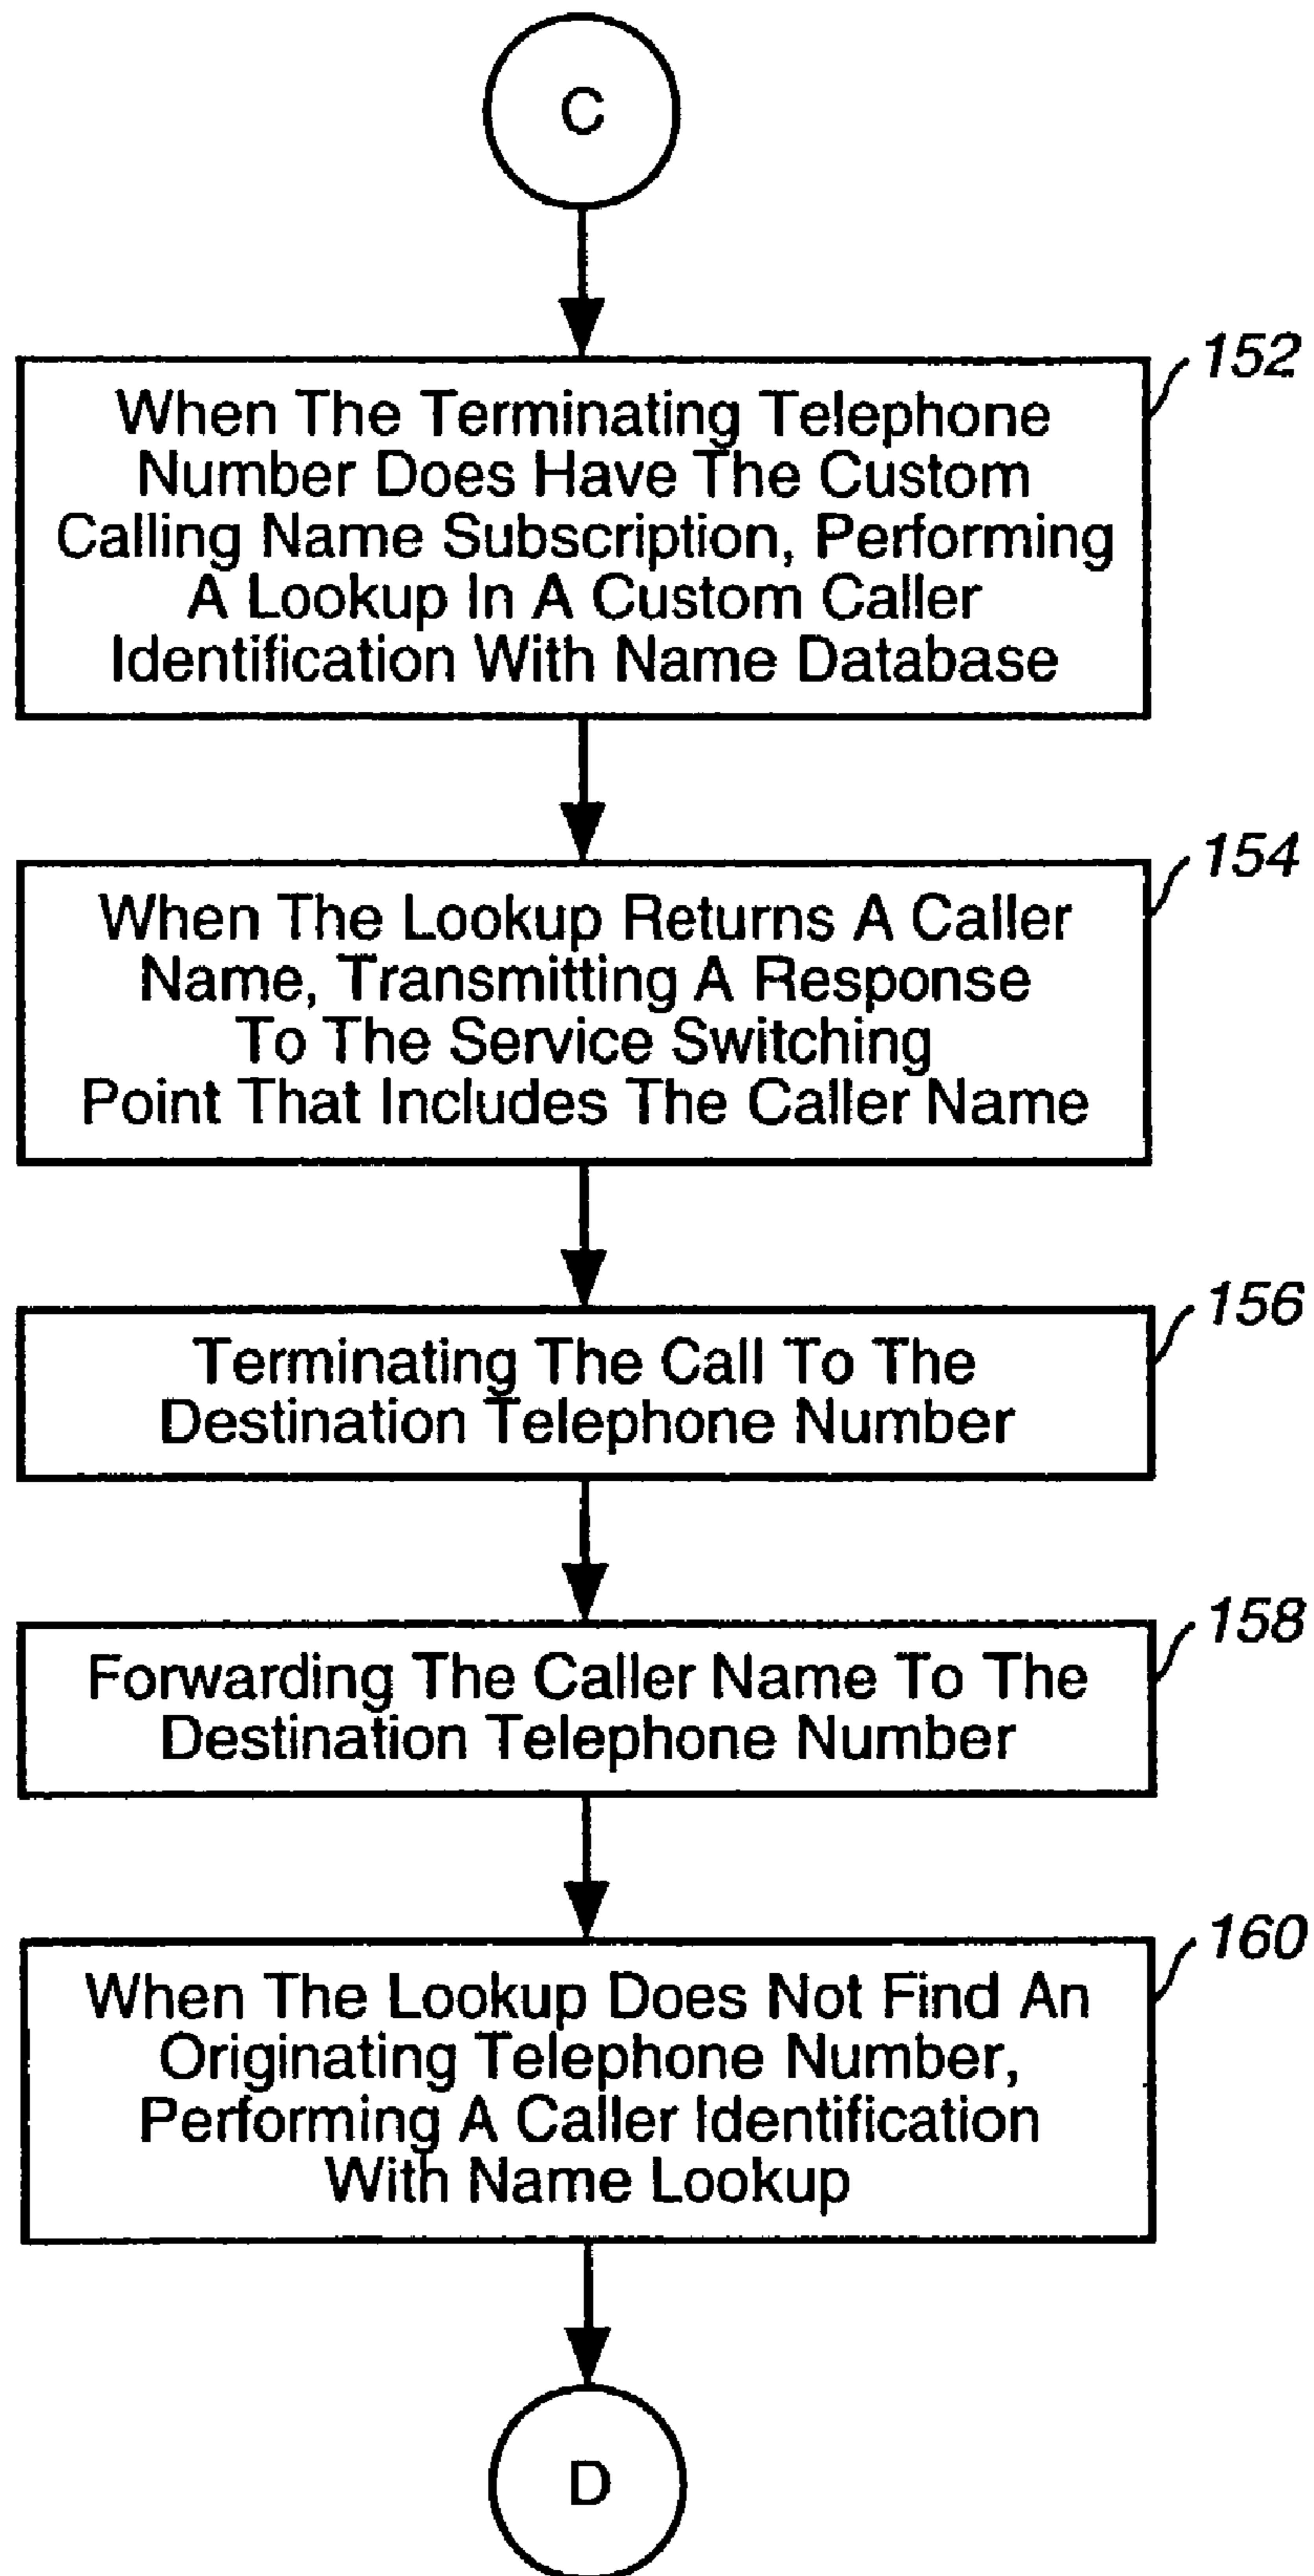 C
152
When The Terminating Telephone
Number Does Have The Custom
Calling Name Subscription, Performing
A Lookup In A Custom Caller
Identification With Name Database
154
When The Lookup Returns A Caller
Name, Transmitting A Response
To The Service Switching
Point That Includes The Caller Name
156
Terminating The Call To The
Destination Telephone Number
158
Forwarding The Caller Name To The
Destination Telephone Number
160
When The Lookup Does Not Find An
Originating Telephone Number,
Performing A Caller Identification
With Name Lookup
D